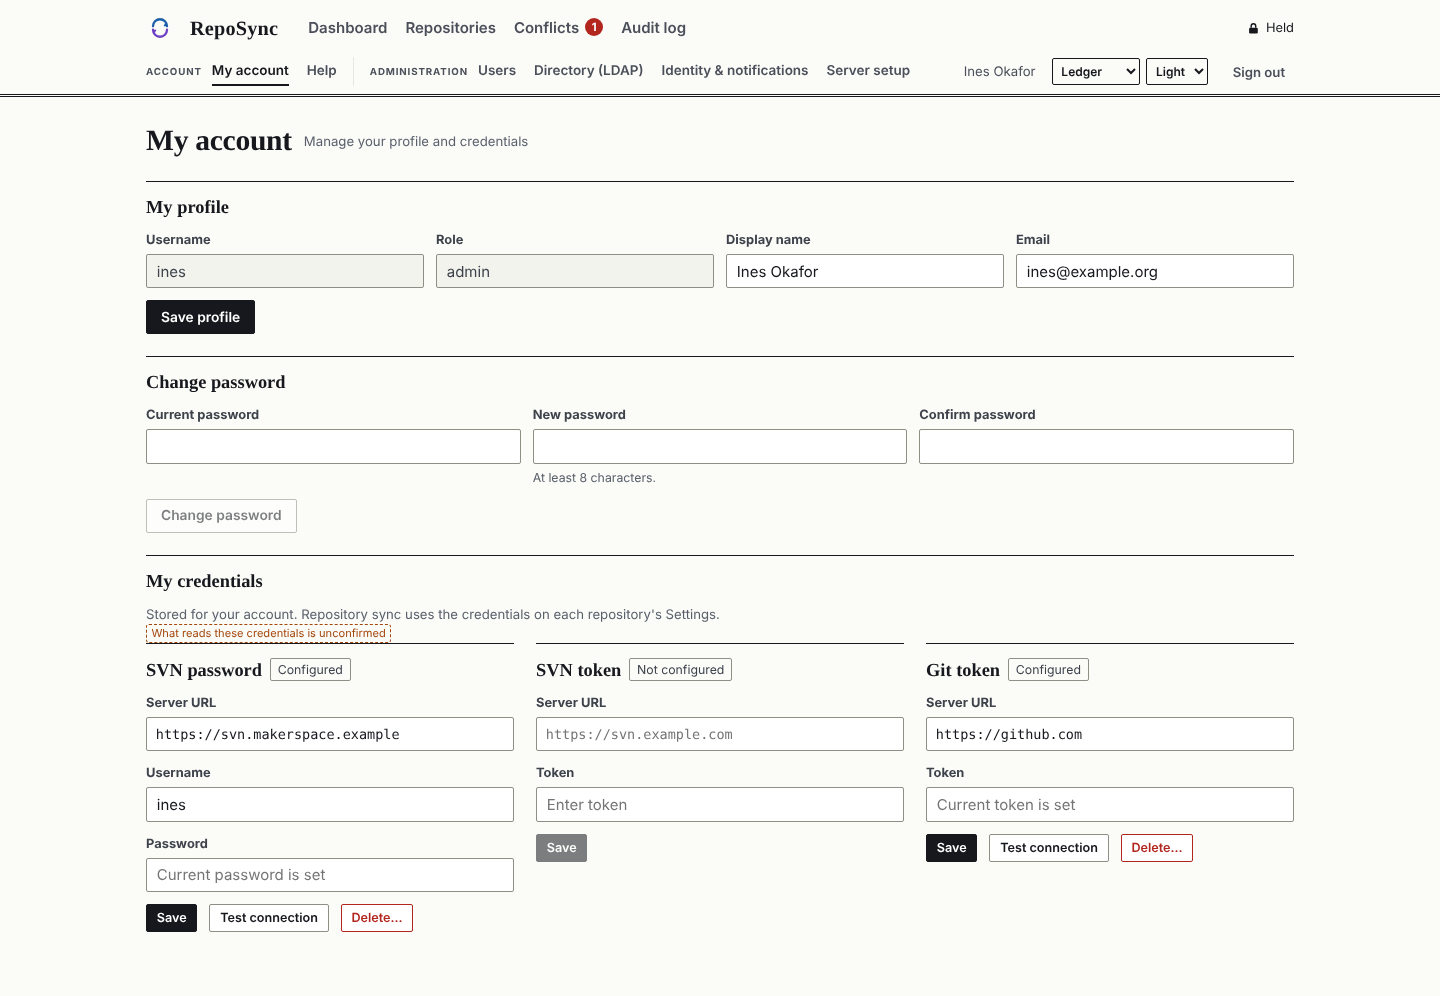 RepoSync Dashboard Repositories Conflicts 1 Audit log Held
ACCOUNT My account Help ADMINISTRATION Users Directory (LDAP) Identity & notifications Server setup Ines Okafor Ledger Light Sign out
My account Manage your profile and credentials
My profile
Username Role Display name Email
ines admin Ines Okafor ines@example.org
Save profile
Change password
Current password New password Confirm password
At least 8 characters.
Change password
My credentials
Stored for your account. Repository sync uses the credentials on each repository's Settings.
What reads these credentials is unconfirmed
SVN password Configured SVN token Not configured Git token Configured
Server URL Server URL Server URL
https://svn.makerspace.example https://svn.example.com https://github.com
Username Token Token
ines Enter token Current token is set
Password Save Save Test connection Delete...
Current password is set
Save Test connection Delete...